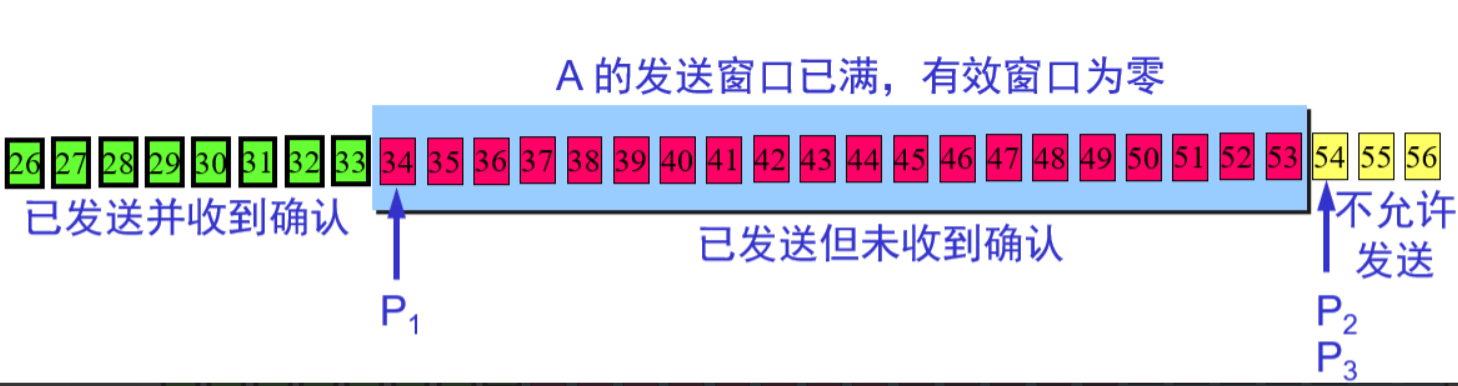 A 的发送窗口已满，有效窗口为零
26 27 28 29 30 31 32 33 34 35 36 37 38 39 40 41 42 43 44 45 46 47 48 49 50 51 52 53 54 55 56
已发送并收到确认
已发送但未收到确认
不允许
发送
P1
P2
P3